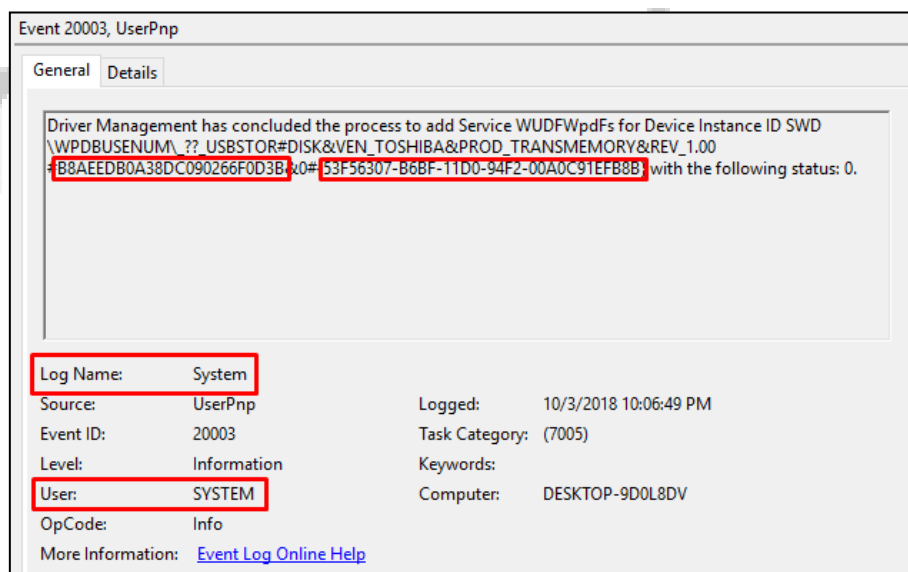 Event 20003, UserPnp
General Details
Driver Management has concluded the process to add Service WUDFWpdFs for Device Instance ID SWD
\WPDBUSENUM\_??_USBSTOR#DISK&VEN_TOSHIBA&PROD_TRANSMEMORY&REV_1.00
#B8AEEDB0A38DC090266F0D3B&0#{53F56307-B6BF-11D0-94F2-00A0C91EFB8B} with the following status: 0.
Log Name: System
Source: UserPnp Logged: 10/3/2018 10:06:49 PM
Event ID: 20003 Task Category: (7005)
Level: Information Keywords:
User: SYSTEM Computer: DESKTOP-9D0L8DV
OpCode: Info
More Information: Event Log Online Help